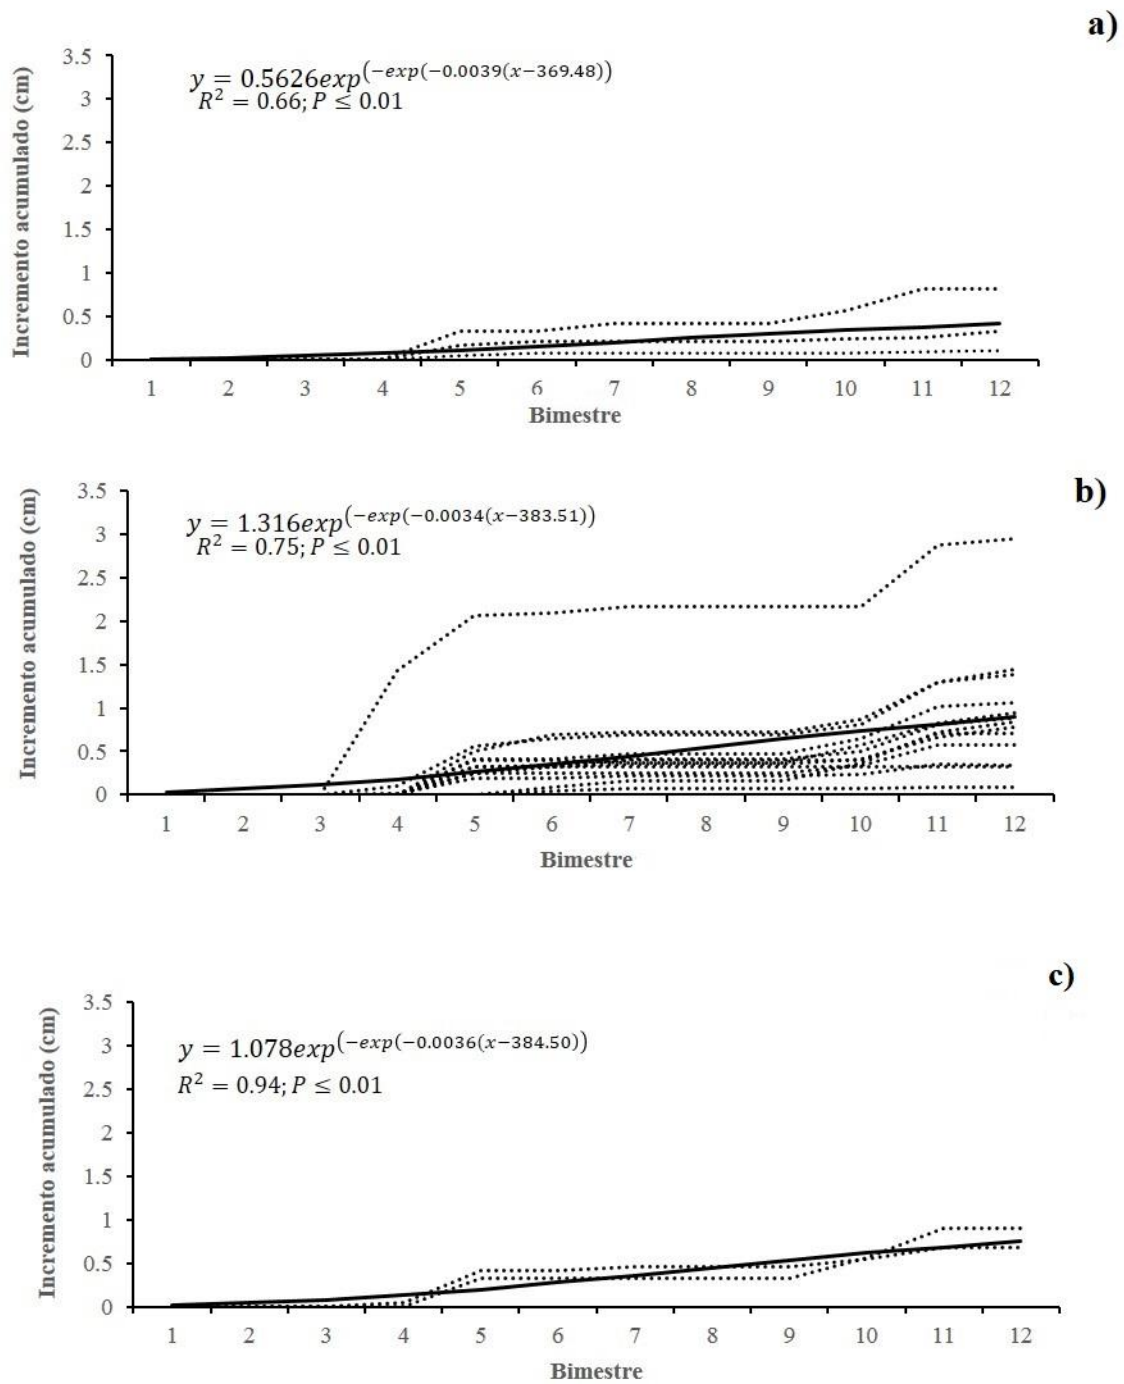 a)
3.5
3
2.5
2
1.5
1
0.5
0
Incremento acumulado (cm)
y = 0.5626exp^(−exp(−0.0039(x−369.48))
R² = 0.66; P ≤ 0.01
1 2 3 4 5 6 7 8 9 10 11 12
Bimestre
b)
3.5
3
2.5
2
1.5
1
0.5
0
Incremento acumulado (cm)
y = 1.316exp^(−exp(−0.0034(x−383.51))
R² = 0.75; P ≤ 0.01
1 2 3 4 5 6 7 8 9 10 11 12
Bimestre
c)
3.5
3
2.5
2
1.5
1
0.5
0
Incremento acumulado (cm)
y = 1.078exp^(−exp(−0.0036(x−384.50))
R² = 0.94; P ≤ 0.01
1 2 3 4 5 6 7 8 9 10 11 12
Bimestre